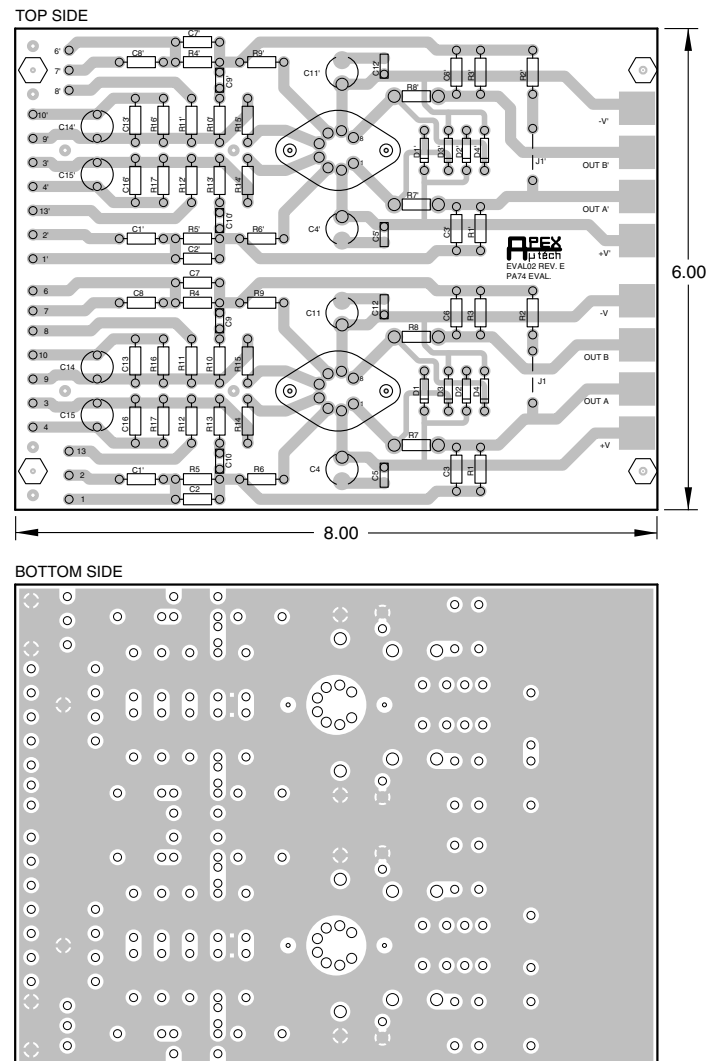 TOP SIDE
C7'
6'
C8' R4' R9'
7'
C9'
C11'
C12
C6' R3' R2'
8'
R8'
-V'
10'
C14'
C13' R16' R11' R10' R15
9'
D1' D3' D2' D4'
J1'
OUT B'
3'
C15'
C16 R17 R12 R13 R14
4'
R7'
OUT A'
13'
C10'
C4'
C5'
C3' R1'
2'
C1' R5' R6'
C2'
1'
+V'
APEX
µtech
EVAL02 REV. E
PA74 EVAL.
6.00
C7
6
C8 R4 R9
7
C9
C11
C12
C6 R3 R2
-V
8
R8
10
C14
C13 R16 R11 R10 R15
9
D1 D3 D2 D4
J1
OUT B
3
C15
C16 R17 R12 R13 R14
4
OUT A
R7
+V
13
C10
C4
C5
C3 R1
2
C1' R5 R6
C2
1
8
1
8
1
8.00
BOTTOM SIDE